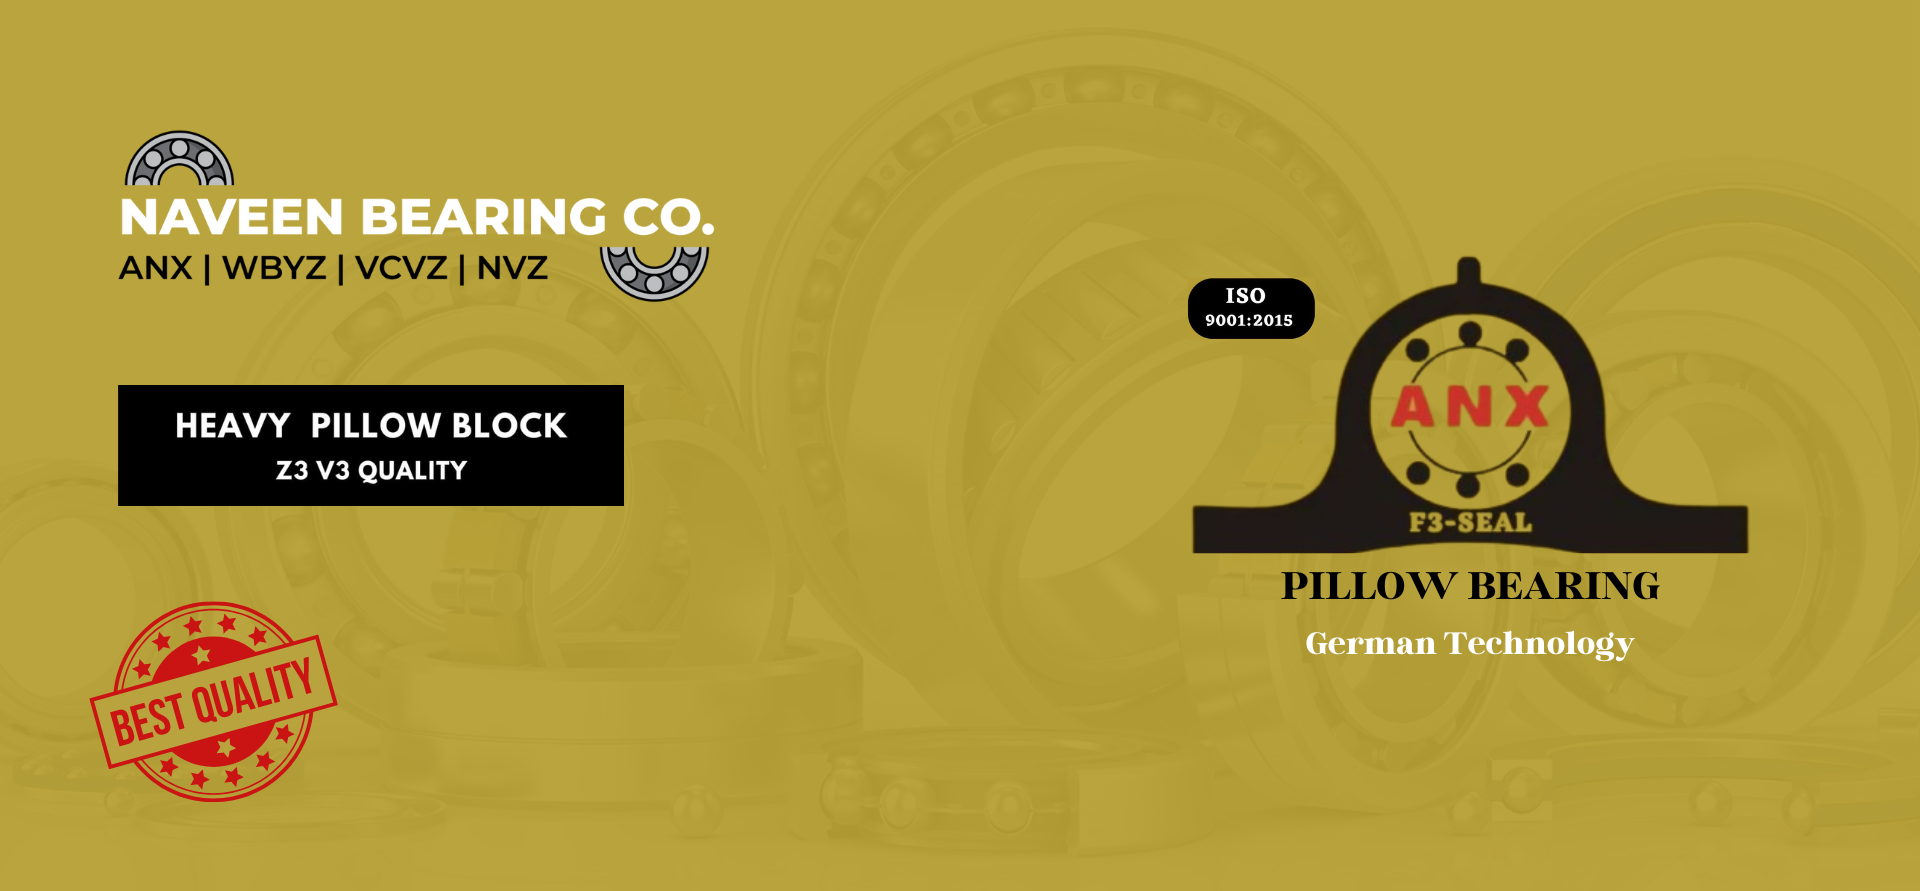 NAVEEN BEARING CO.
ANX | WBYZ | VCVZ | NVZ
HEAVY PILLOW BLOCK
Z3 V3 QUALITY
BEST QUALITY
ISO
9001:2015
ANX
F3-SEAL
PILLOW BEARING
German Technology